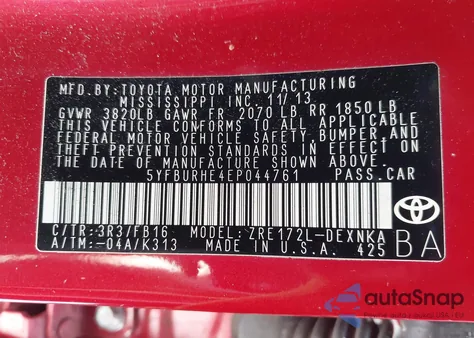 MFD. BY: TOYOTA MOTOR MANUFACTURING
MISSISSIPPI INC. 11/13
GVWR 3820LB GAWR FR 2070 LB RR 1850 LB
THIS VEHICLE CONFORMS TO ALL APPLICABLE
FEDERAL MOTOR VEHICLE SAFETY, BUMPER, AND
THEFT PREVENTION STANDARDS IN EFFECT ON
THE DATE OF MANUFACTURE SHOWN ABOVE.
5YFBURHE4EP044761 PASS.CAR
C/TR:3R3/FB16 MODEL:ZRE172L-DEXNKA
A/TM:-04A/K313 MADE IN U.S.A. 425
BA
TOYOTA
autoSnap